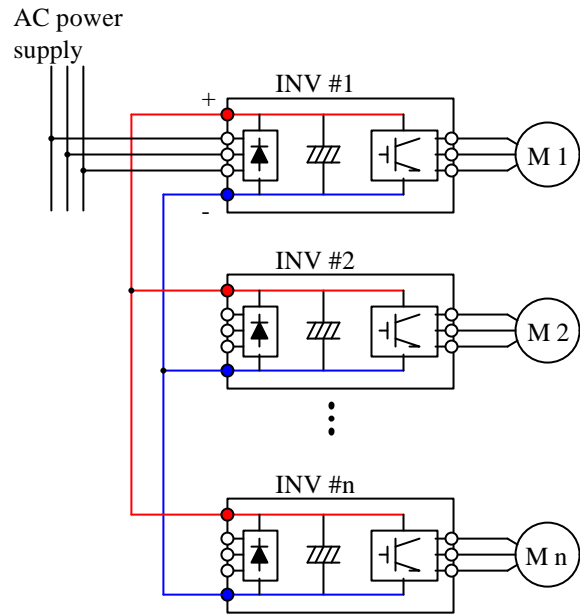 AC power
supply
+
INV #1
M 1
-
INV #2
M 2
INV #n
M n